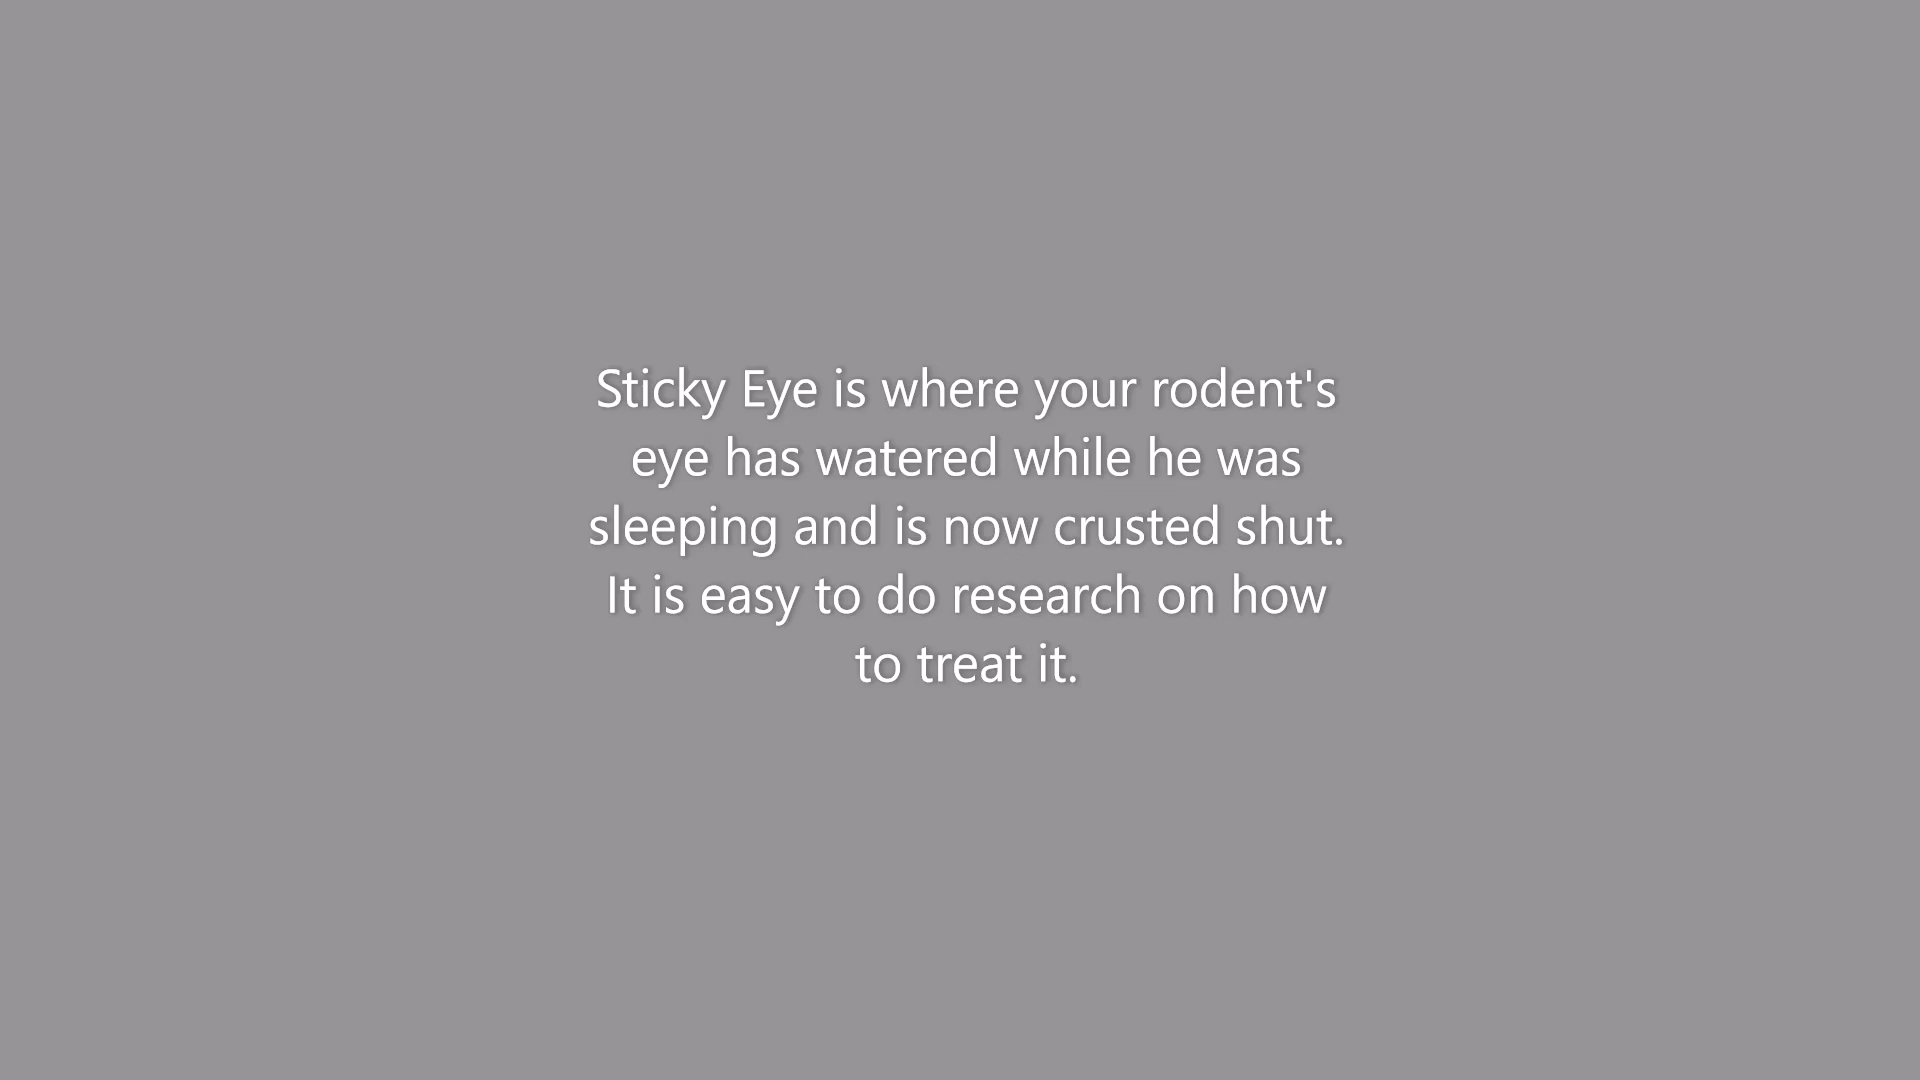 Sticky Eye is where your rodent's
eye has watered while he was
sleeping and is now crusted shut.
It is easy to do research on how
to treat it.